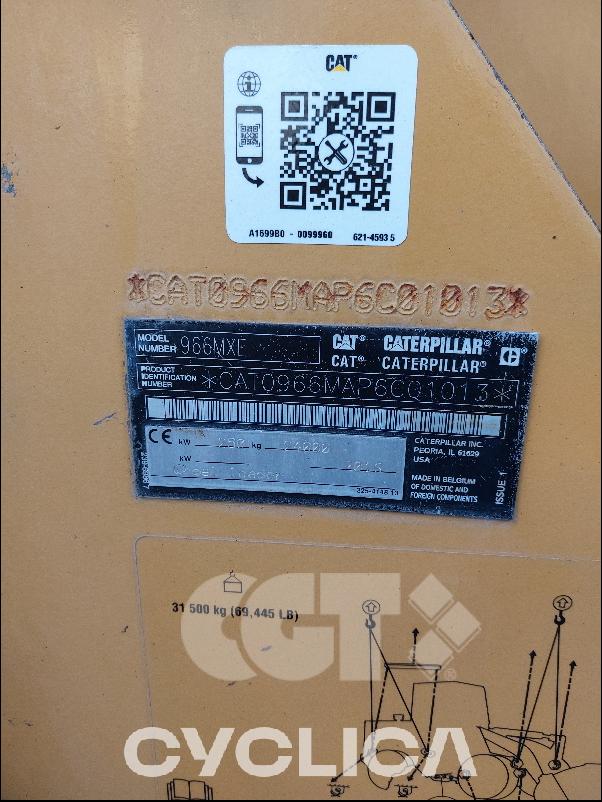 CAT®
A1699B0 - 0099960 621-4593 5
*CAT0966MAP6C01013*
MODEL NUMBER 966MXE
CAT® CATERPILLAR®
CAT® CATERPILLAR®
PRODUCT IDENTIFICATION NUMBER *CAT0966MAP6C01013*
CE
kW kg
kW
CATERPILLAR INC.
PEORIA, IL 61629
USA
MADE IN BELGIUM
OF DOMESTIC AND
FOREIGN COMPONENTS
ISSUE 1
31 500 kg (69,445 LB)
CGT
CYCLICA